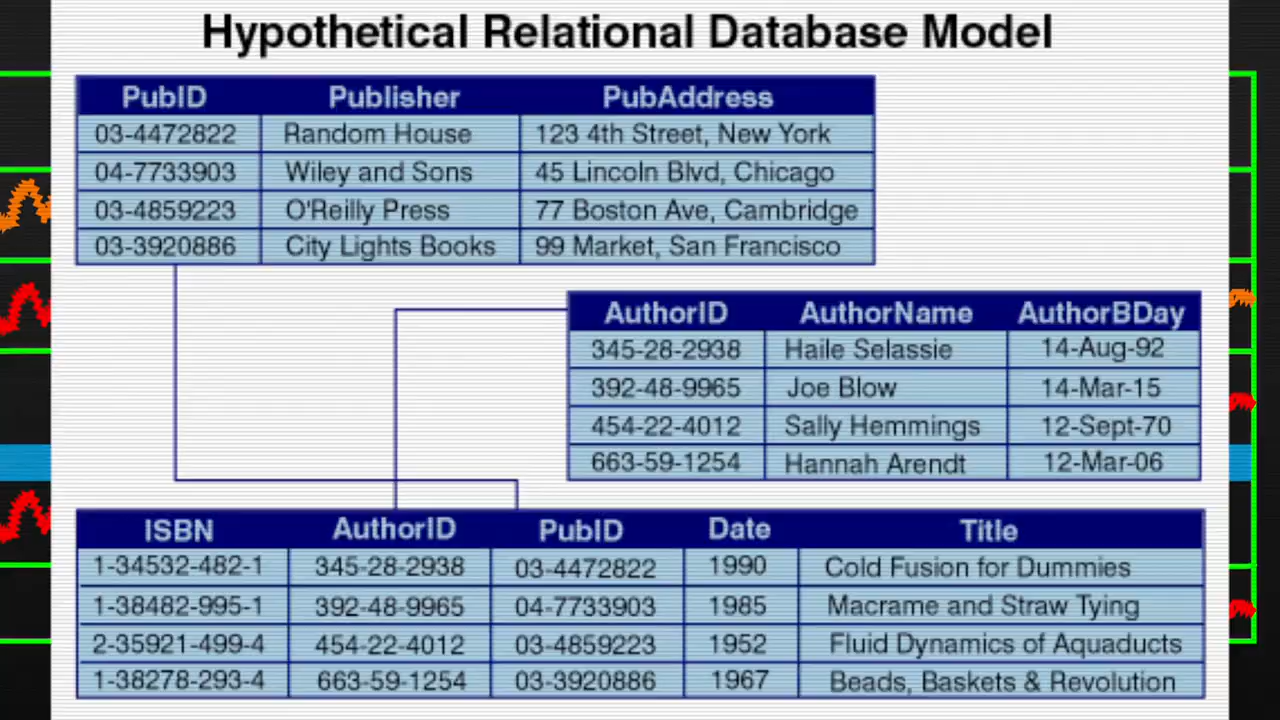 Hypothetical Relational Database Model
PubID Publisher PubAddress
03-4472822 Random House 123 4th Street, New York
04-7733903 Wiley and Sons 45 Lincoln Blvd, Chicago
03-4859223 O'Reilly Press 77 Boston Ave, Cambridge
03-3920886 City Lights Books 99 Market, San Francisco
AuthorID AuthorName AuthorBDay
345-28-2938 Haile Selassie 14-Aug-92
392-48-9965 Joe Blow 14-Mar-15
454-22-4012 Sally Hemmings 12-Sept-70
663-59-1254 Hannah Arendt 12-Mar-06
ISBN AuthorID PubID Date Title
1-34532-482-1 345-28-2938 03-4472822 1990 Cold Fusion for Dummies
1-38482-995-1 392-48-9965 04-7733903 1985 Macrame and Straw Tying
2-35921-499-4 454-22-4012 03-4859223 1952 Fluid Dynamics of Aquaducts
1-38278-293-4 663-59-1254 03-3920886 1967 Beads, Baskets & Revolution